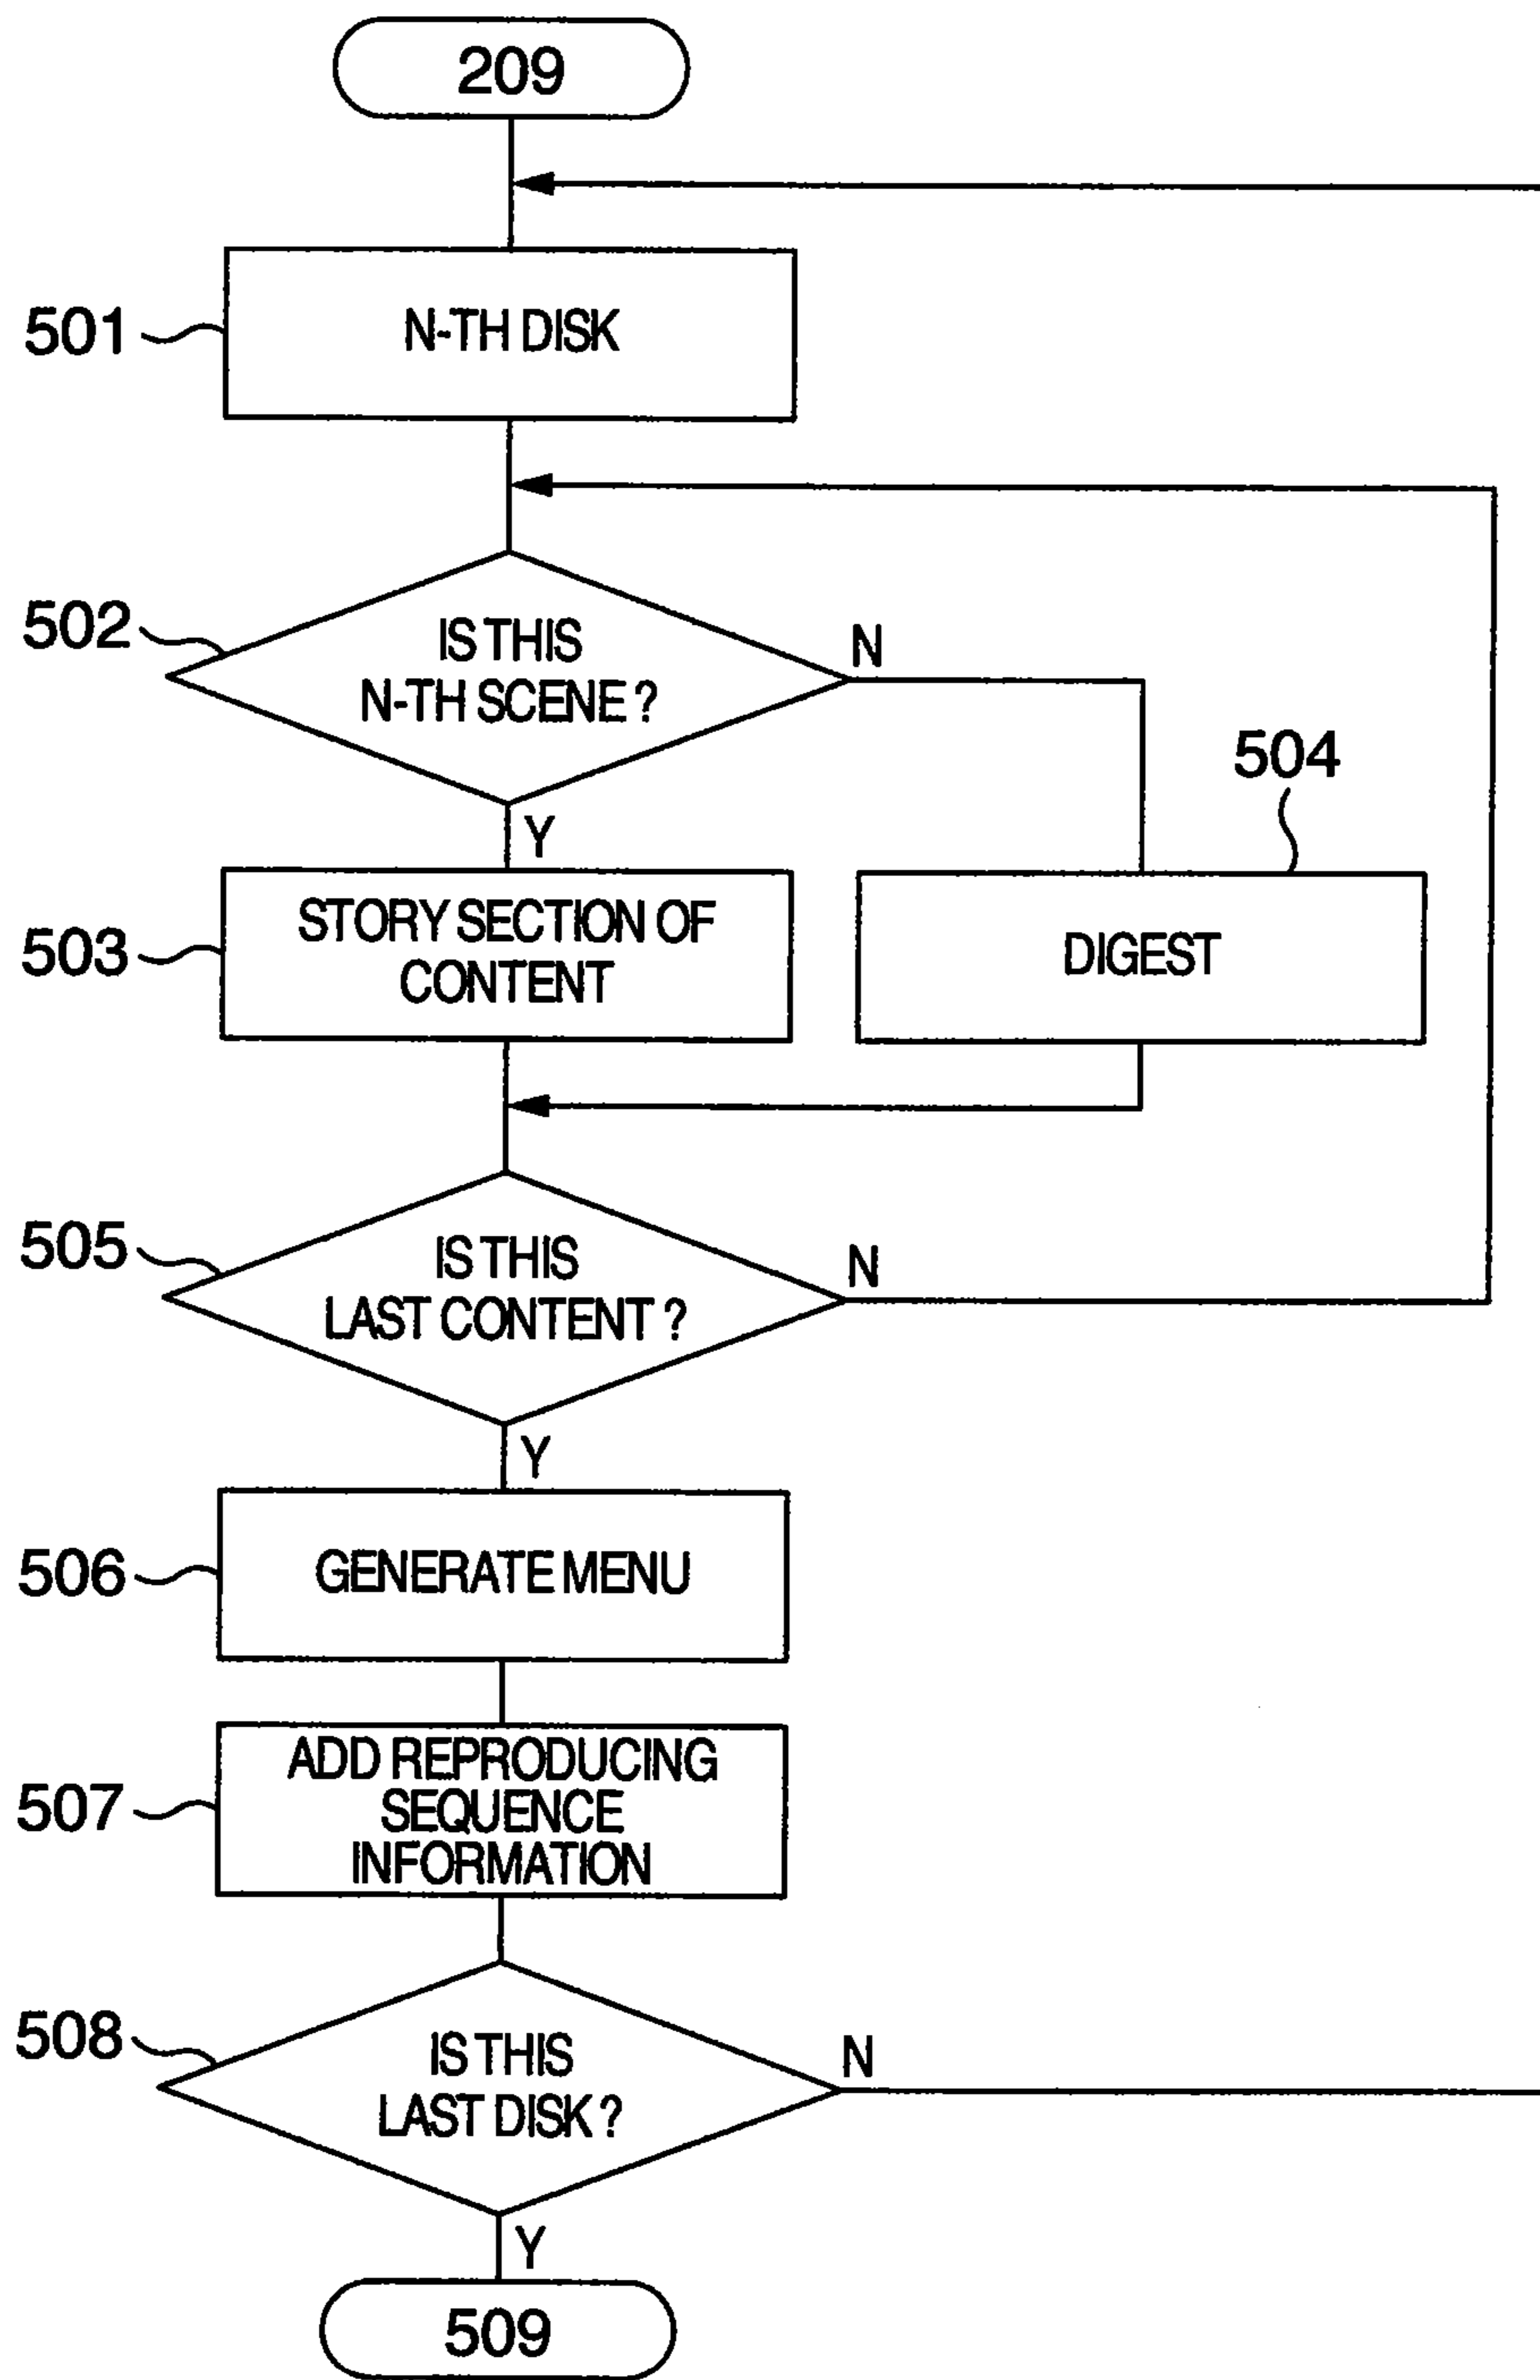 209
501
N-TH DISK
502
IS THIS
N-TH SCENE?
N
504
Y
503
STORY SECTION OF
CONTENT
DIGEST
505
IS THIS
LAST CONTENT?
N
Y
506
GENERATE MENU
507
ADD REPRODUCING
SEQUENCE
INFORMATION
508
IS THIS
LAST DISK?
N
Y
509